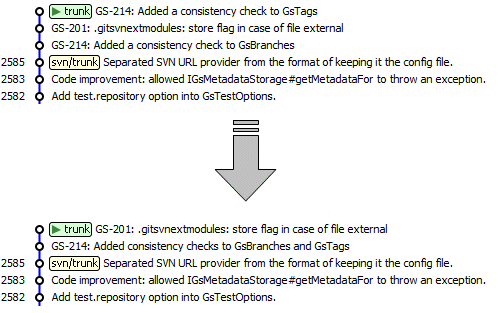 trunk GS-214: Added a consistency check to GsTags
GS-201: .gitsvnextmodules: store flag in case of file external
GS-214: Added a consistency check to GsBranches
2585 svn/trunk Separated SVN URL provider from the format of keeping it the config file.
2583 Code improvement: allowed IGsMetadataStorage#getMetadataFor to throw an exception.
2582 Add test.repository option into GsTestOptions.
trunk GS-201: .gitsvnextmodules: store flag in case of file external
GS-214: Added consistency checks to GsBranches and GsTags
2585 svn/trunk Separated SVN URL provider from the format of keeping it the config file.
2583 Code improvement: allowed IGsMetadataStorage#getMetadataFor to throw an exception.
2582 Add test.repository option into GsTestOptions.